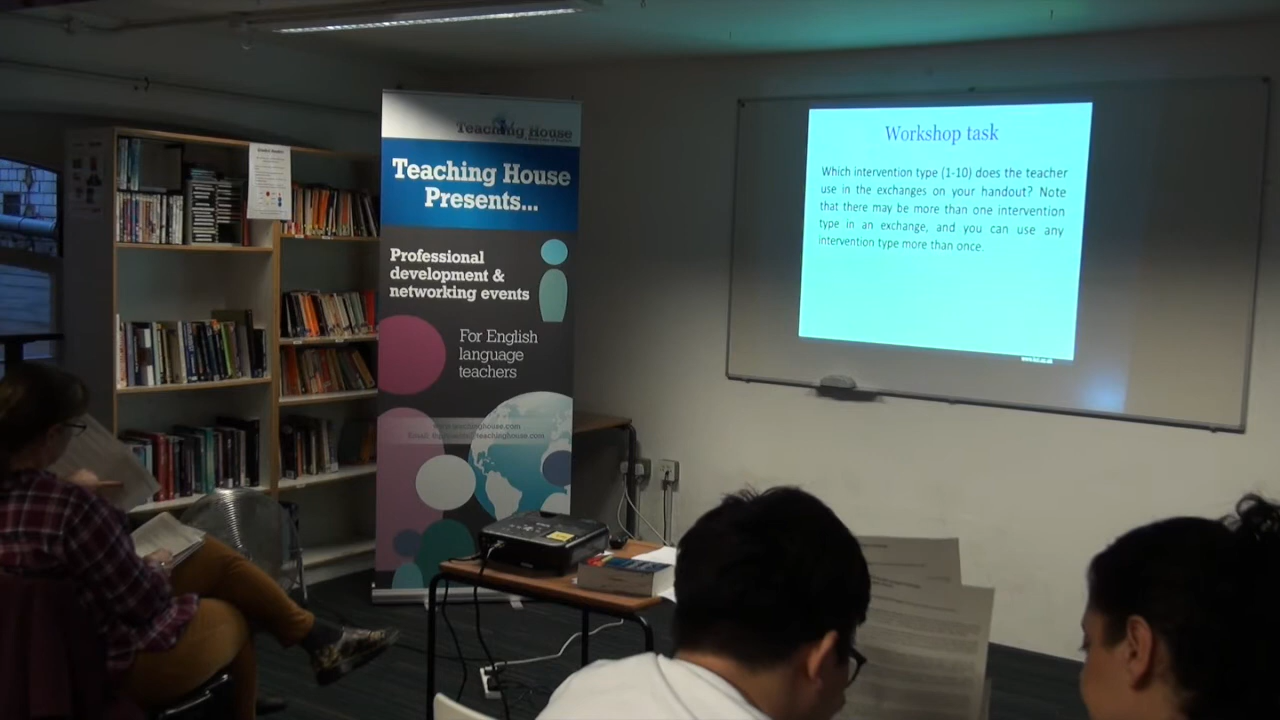 Teaching House
Teaching House
Presents...
Professional
development &
networking events
For English
language
teachers
Workshop task
Which intervention type (1-10) does the teacher
use in the exchanges on your handout? Note
that there may be more than one intervention
type in an exchange, and you can use any
intervention type more than once.